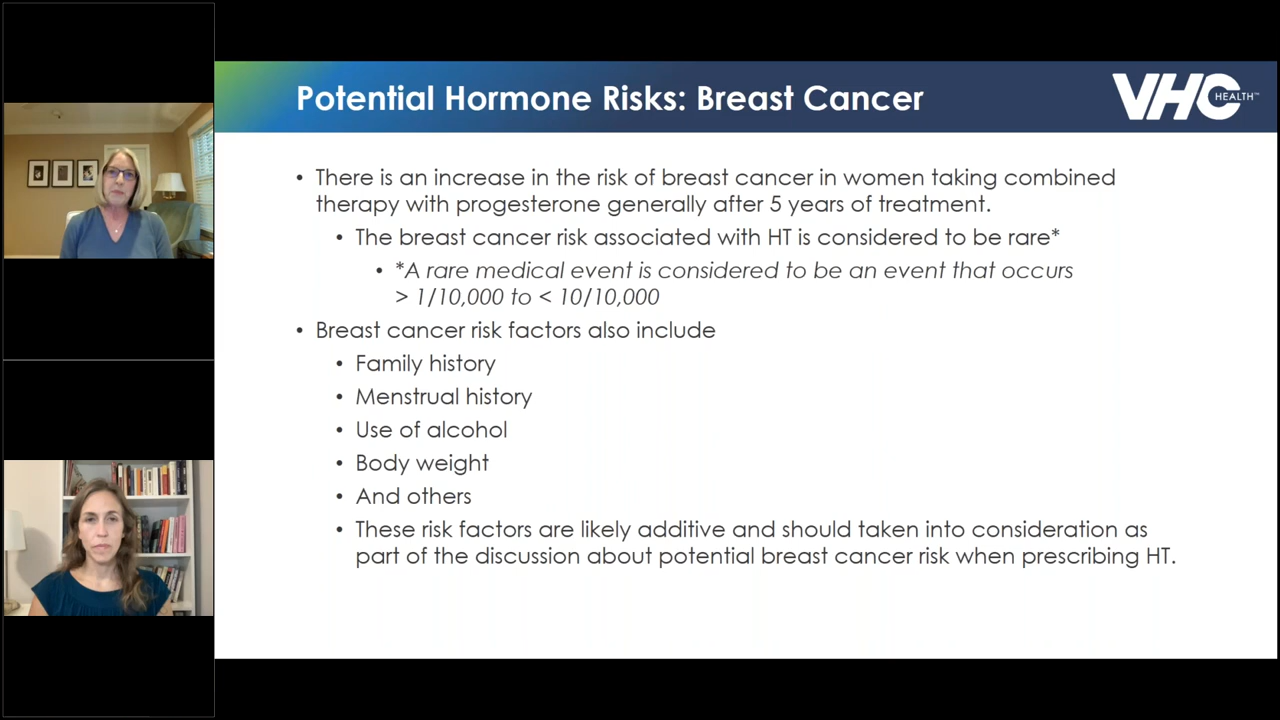 Potential Hormone Risks: Breast Cancer
VHC HEALTH™
• There is an increase in the risk of breast cancer in women taking combined
therapy with progesterone generally after 5 years of treatment.
• The breast cancer risk associated with HT is considered to be rare*
• *A rare medical event is considered to be an event that occurs
> 1/10,000 to < 10/10,000
• Breast cancer risk factors also include
• Family history
• Menstrual history
• Use of alcohol
• Body weight
• And others
• These risk factors are likely additive and should taken into consideration as
part of the discussion about potential breast cancer risk when prescribing HT.